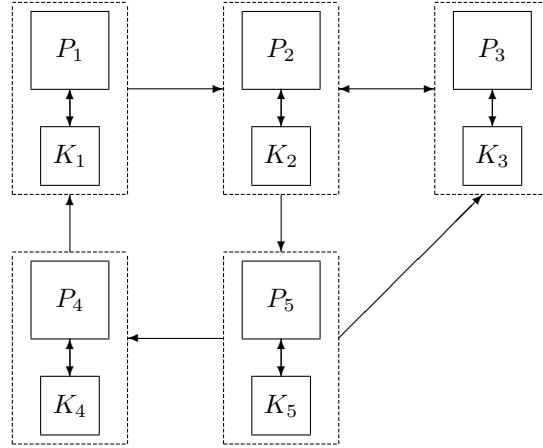 P₁ P₂ P₃
K₁ K₂ K₃
P₄ P₅
K₄ K₅